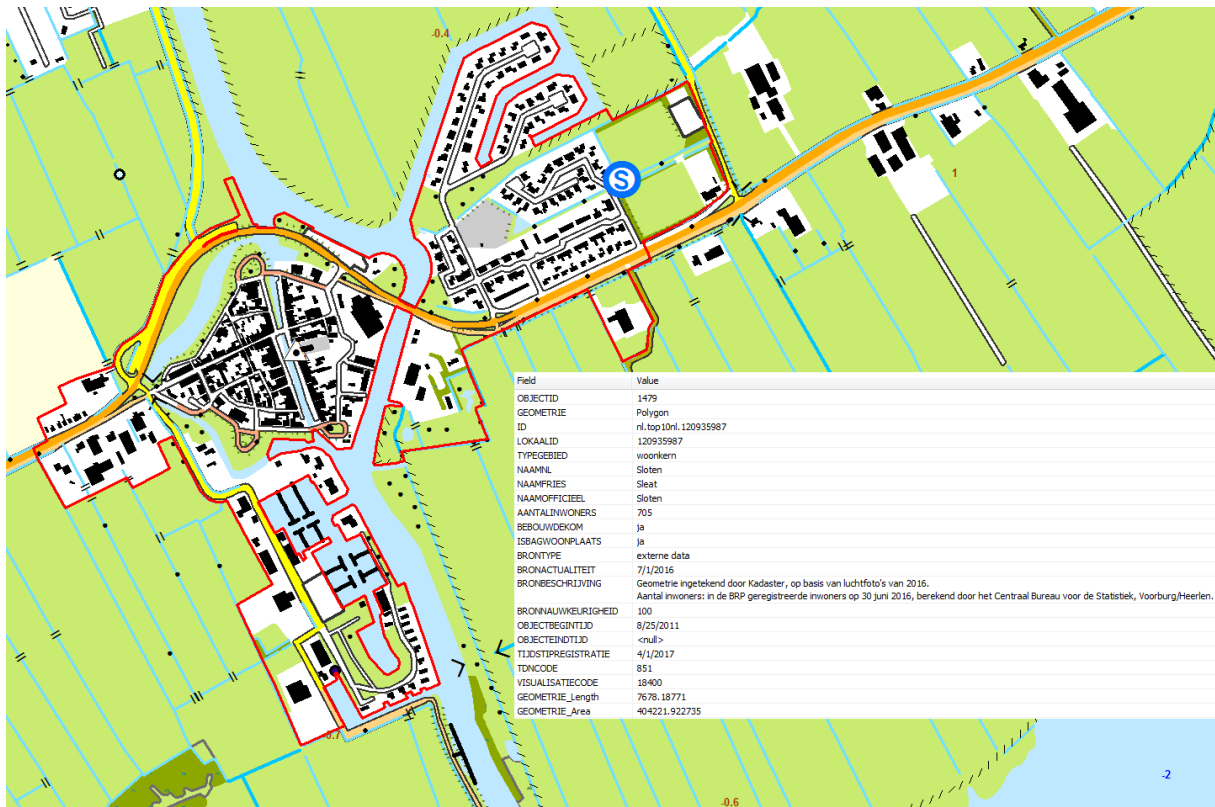 -0.4
S
1
Field Value
OBJECTID 1479
GEOMETRIE Polygon
ID nl.top10nl.120935987
LOKAALID 120935987
TYPEGEBIED woonkern
NAAMNL Sloten
NAAMFRIES Sleat
NAAMOFFICIEEL Sloten
AANTALINWONERS 705
BEBOUWDEKOM ja
ISBAGWOONPLAATS ja
BRONTYPE externe data
BRONACTUALITEIT 7/1/2016
BRONBESCHRIJVING Geometrie ingetekend door Kadaster, op basis van luchtfoto's van 2016.
Aantal inwoners: in de BRP geregistreerde inwoners op 30 juni 2016, berekend door het Centraal Bureau voor de Statistiek, Voorburg/Heerlen.
BRONNAUWKEURIGHEID 100
OBJECTBEGINTIJD 8/25/2011
OBJECTEINDTIJD <null>
TIJDSTIPREGISTRATIE 4/1/2017
TDNCODE 851
VISUALISATIECODE 18400
GEOMETRIE_Length 7678.18771
GEOMETRIE_Area 404221.922735
-0.7
-2
-0.6